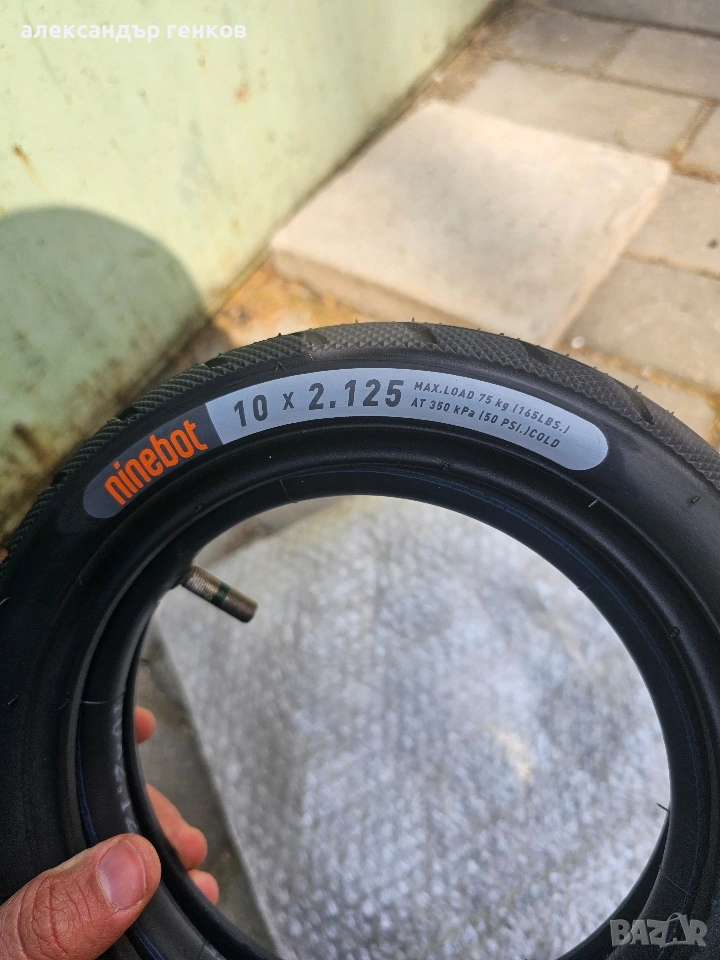 александър генков
ninebot 10 x 2.125 MAX.LOAD 75 kg (165LBS.)
AT 350 kPa (50 PSI.)COLD
BAZAR